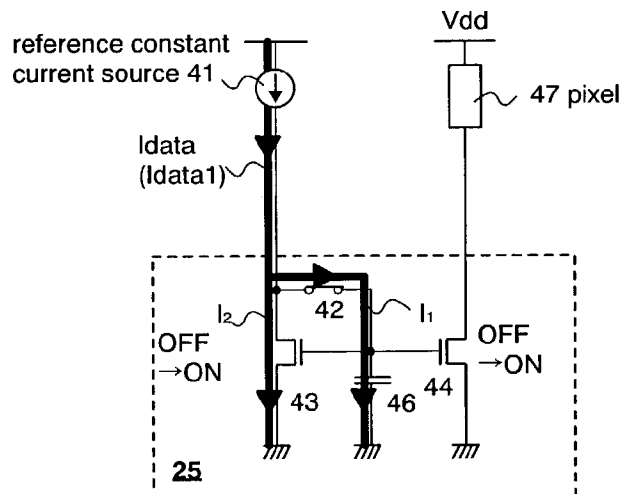 reference constant
current source 41
Vdd
47 pixel
Idata
(Idata1)
I₂
42
I₁
OFF
→ON
43
46
44
OFF
→ON
25